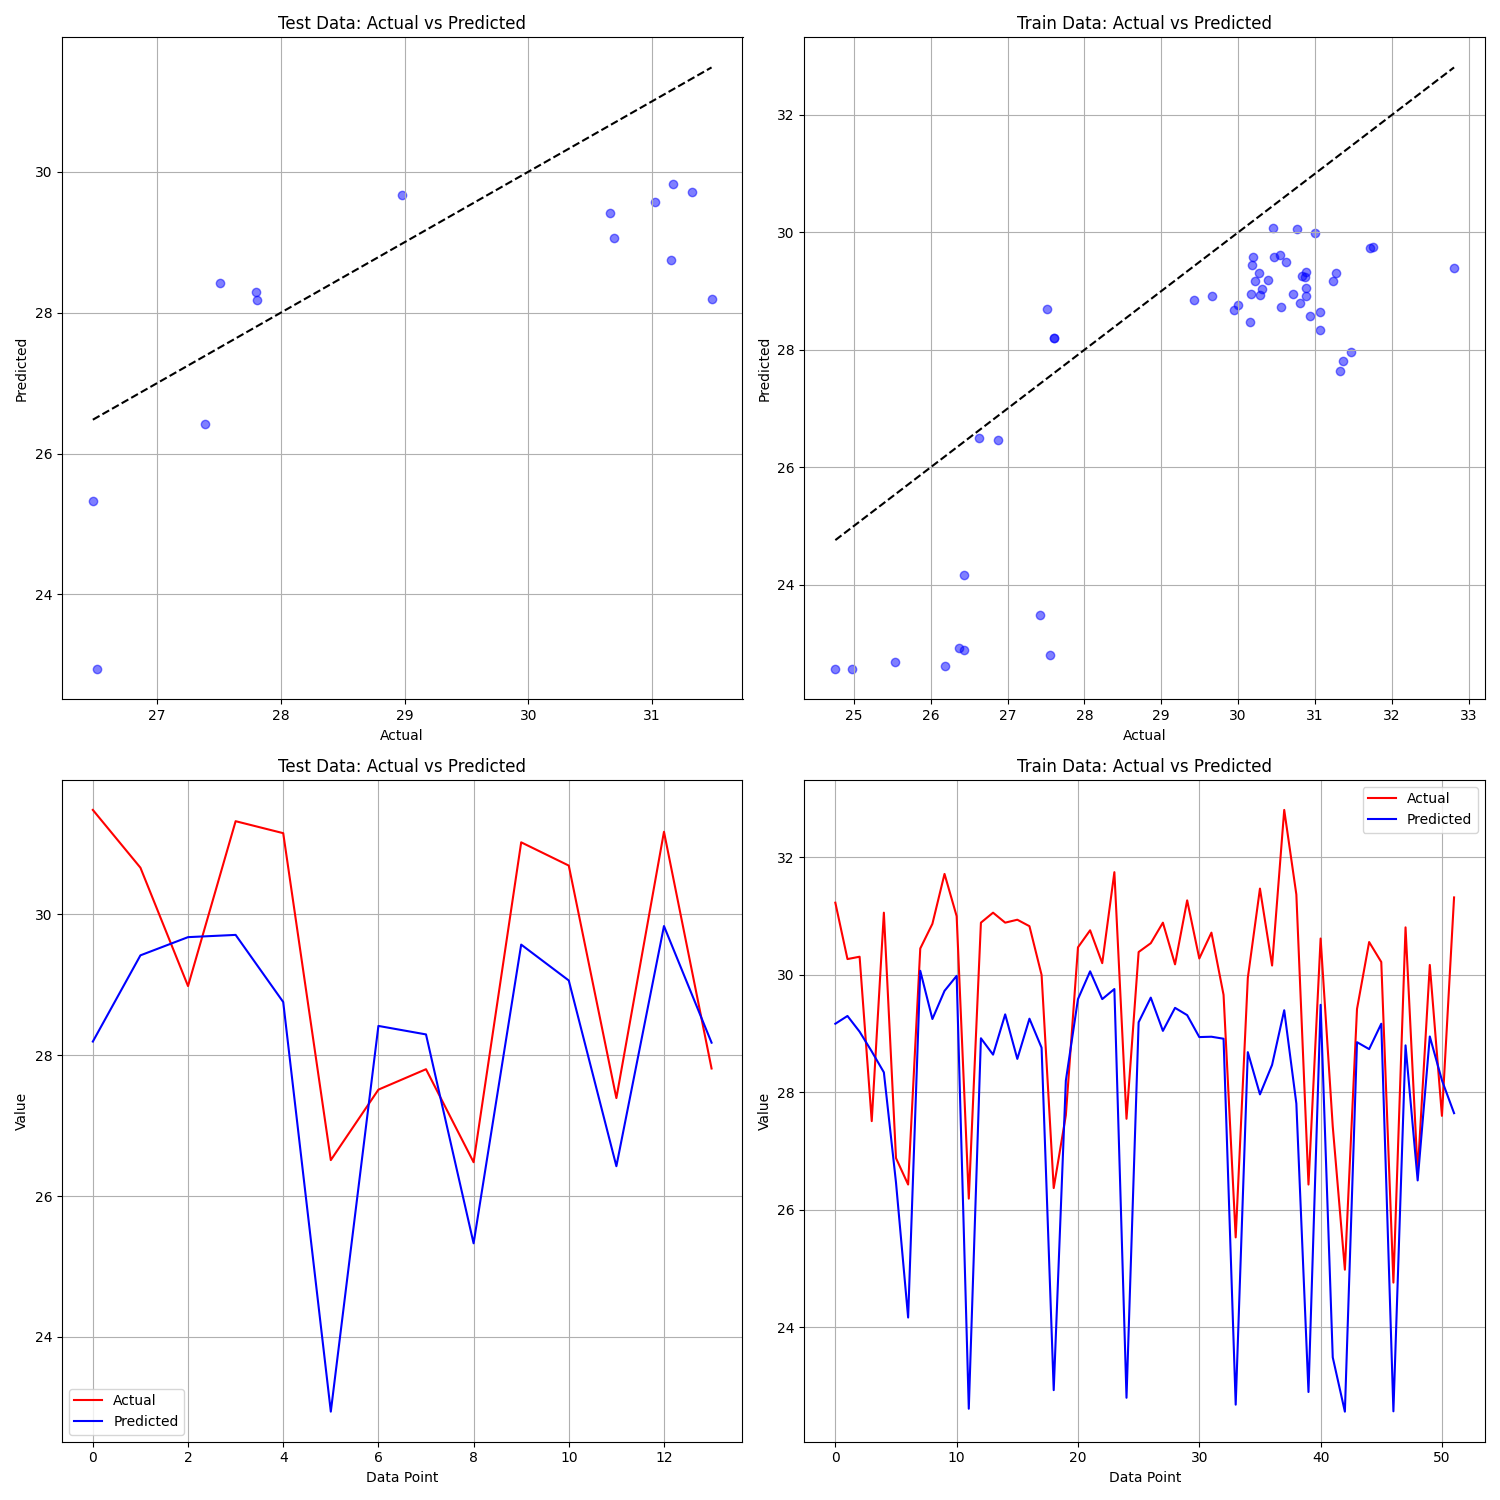 Test Data: Actual vs Predicted
Predicted
30
28
26
24
27 28 29 30 31
Actual
Train Data: Actual vs Predicted
Predicted
32
30
28
26
24
25 26 27 28 29 30 31 32 33
Actual
Test Data: Actual vs Predicted
Value
30
28
26
24
Actual
Predicted
0 2 4 6 8 10 12
Data Point
Train Data: Actual vs Predicted
Actual
Predicted
Value
32
30
28
26
24
0 10 20 30 40 50
Data Point